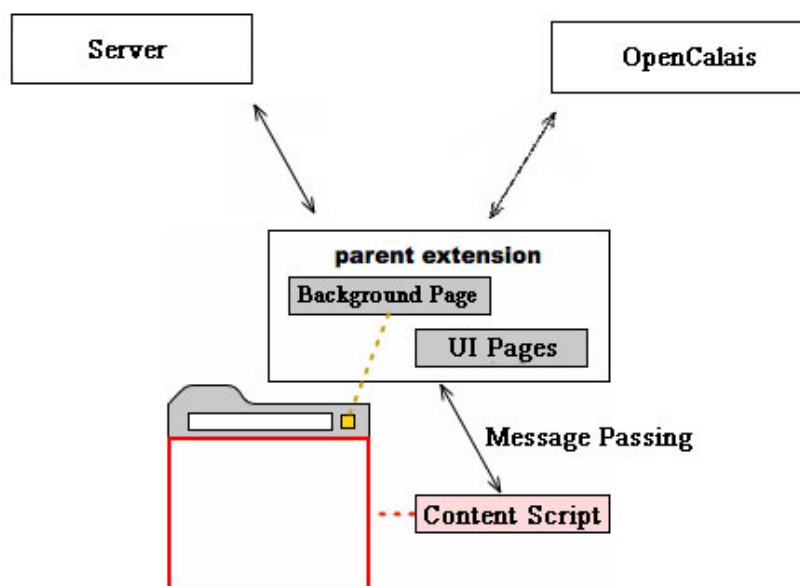 Server
OpenCalais
parent extension
Background Page
UI Pages
Message Passing
Content Script